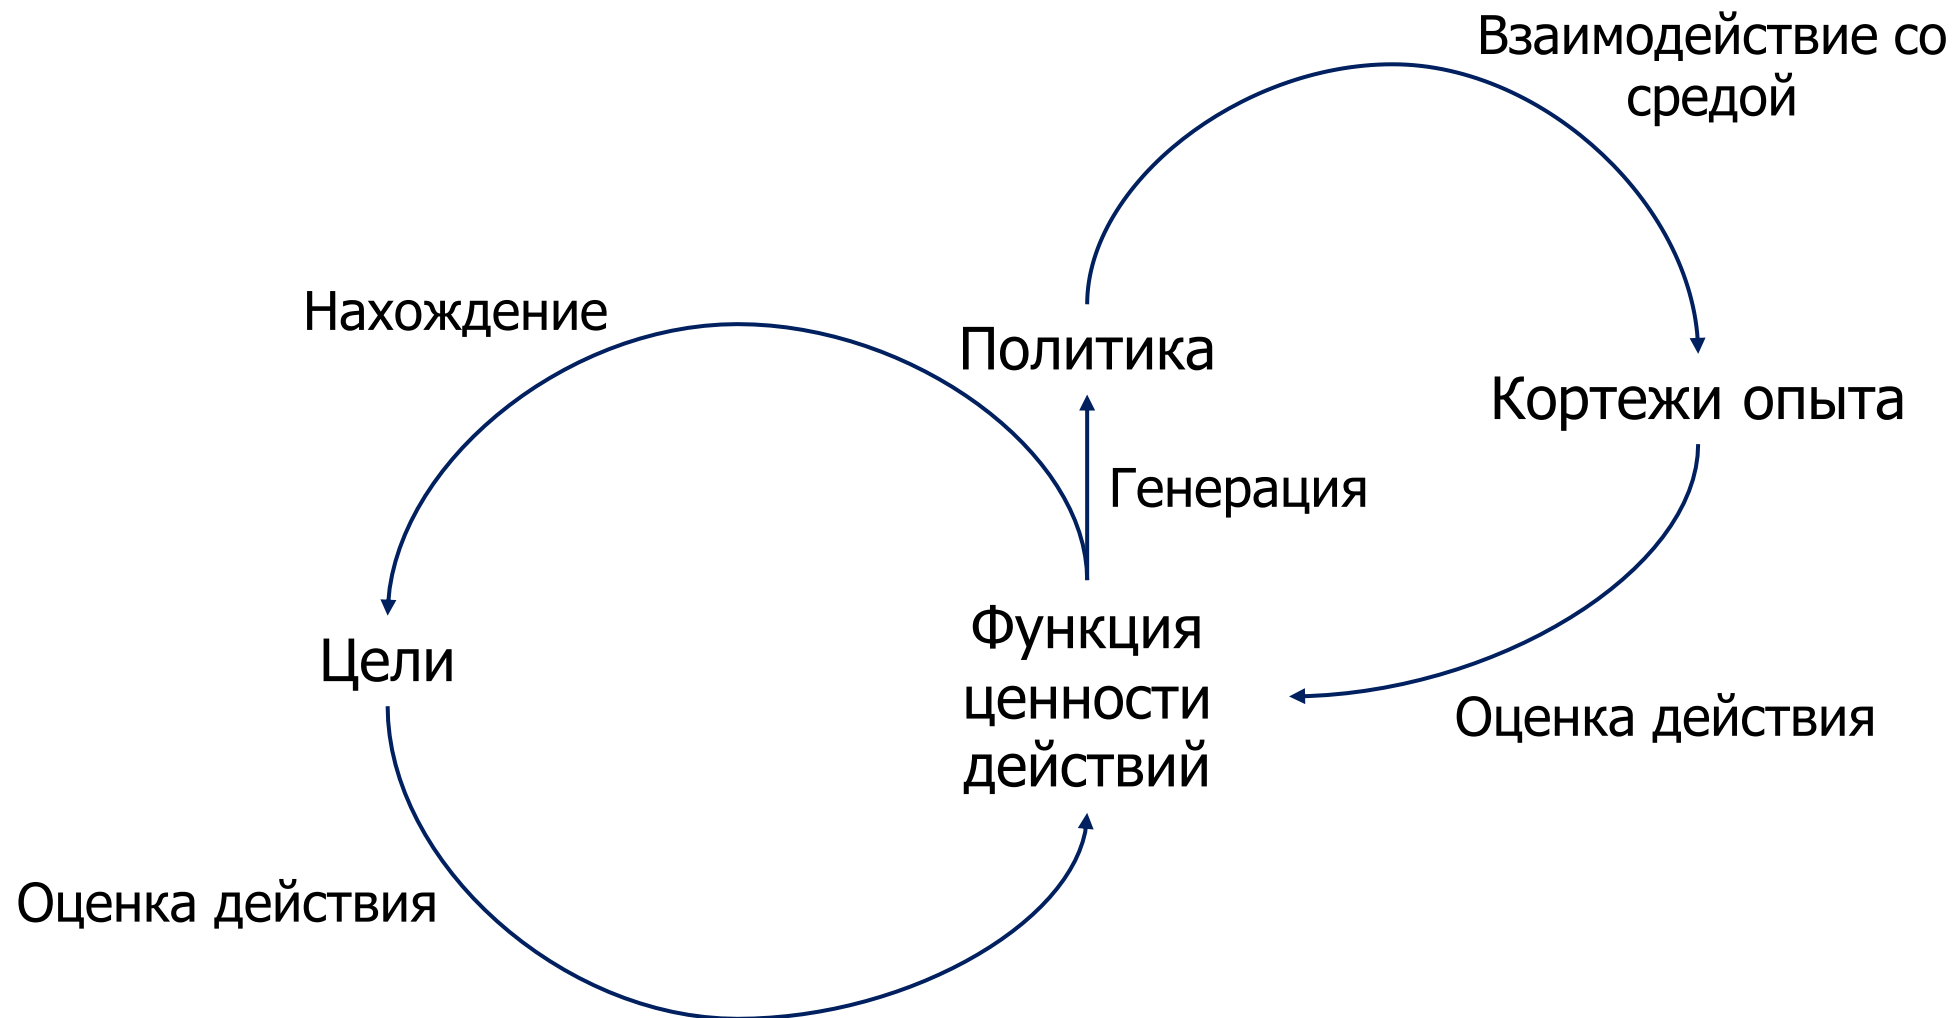 Взаимодействие со
средой
Нахождение
Политика
Кортежи опыта
Генерация
Функция
ценности
действий
Цели
Оценка действия
Оценка действия